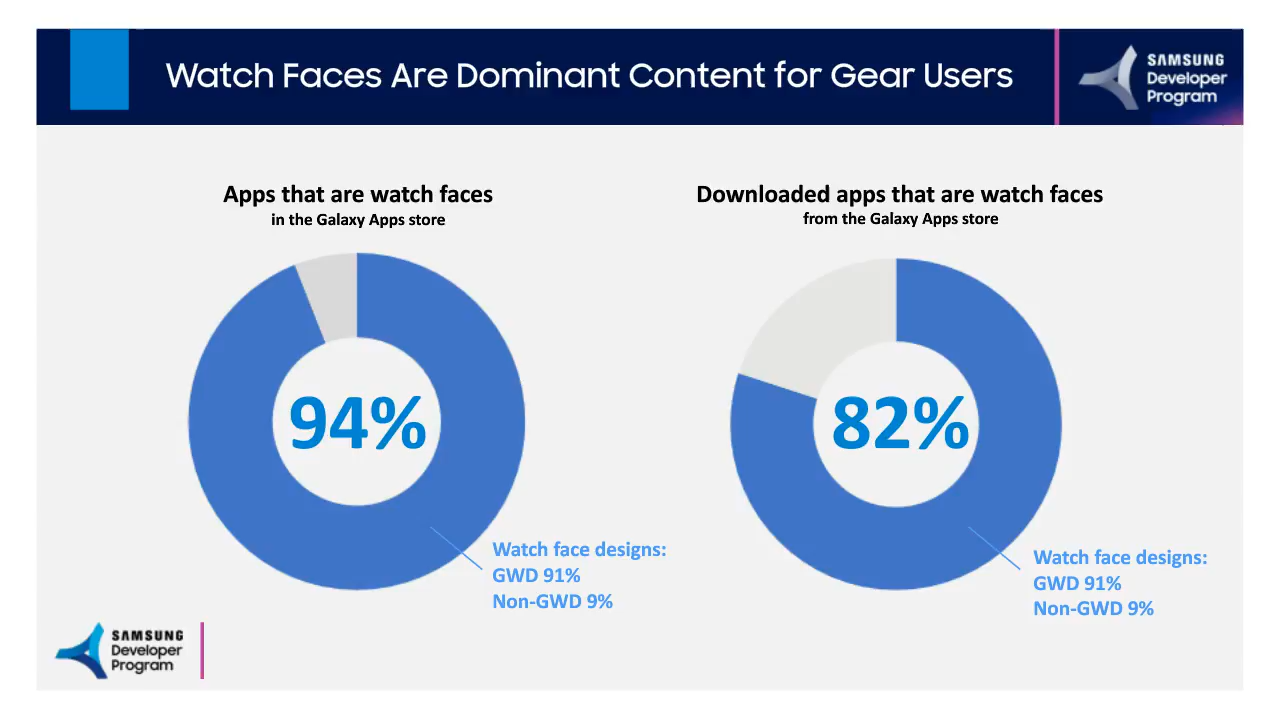 Watch Faces Are Dominant Content for Gear Users
SAMSUNG
Developer
Program
Apps that are watch faces
in the Galaxy Apps store
94%
Watch face designs:
GWD 91%
Non-GWD 9%
Downloaded apps that are watch faces
from the Galaxy Apps store
82%
Watch face designs:
GWD 91%
Non-GWD 9%
SAMSUNG
Developer
Program